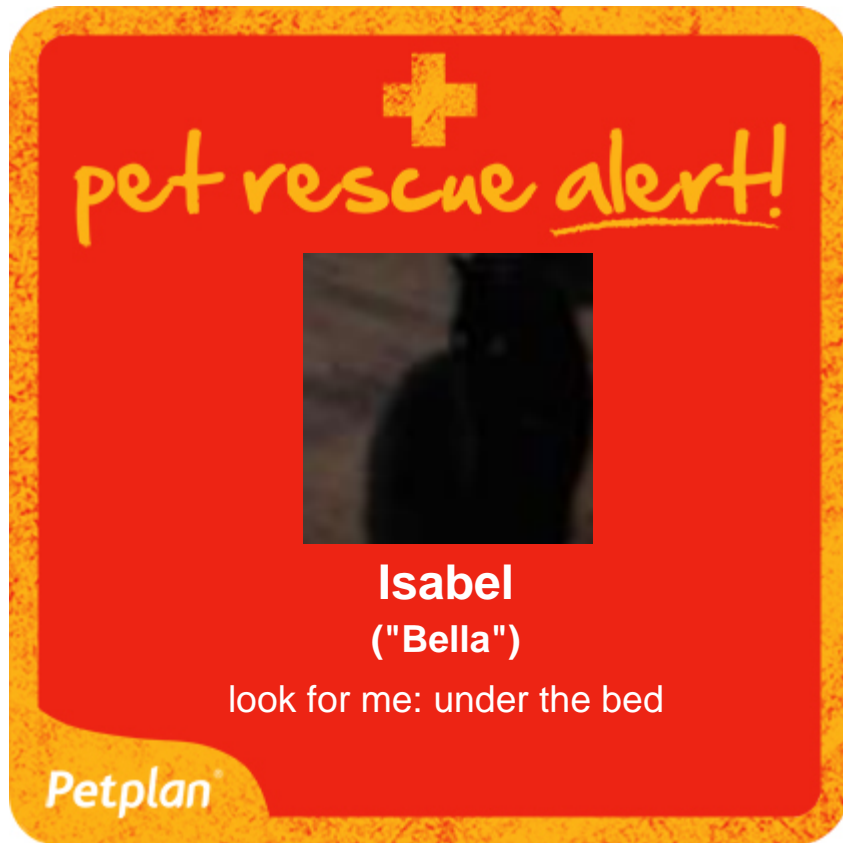 pet rescue alert!
Isabel
("Bella")
look for me: under the bed
Petplan®